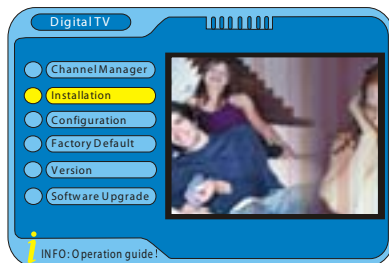 Digital TV
Channel Manager
Installation
Configuration
Factory Default
Version
Software Upgrade
i INFO: Operation guide!